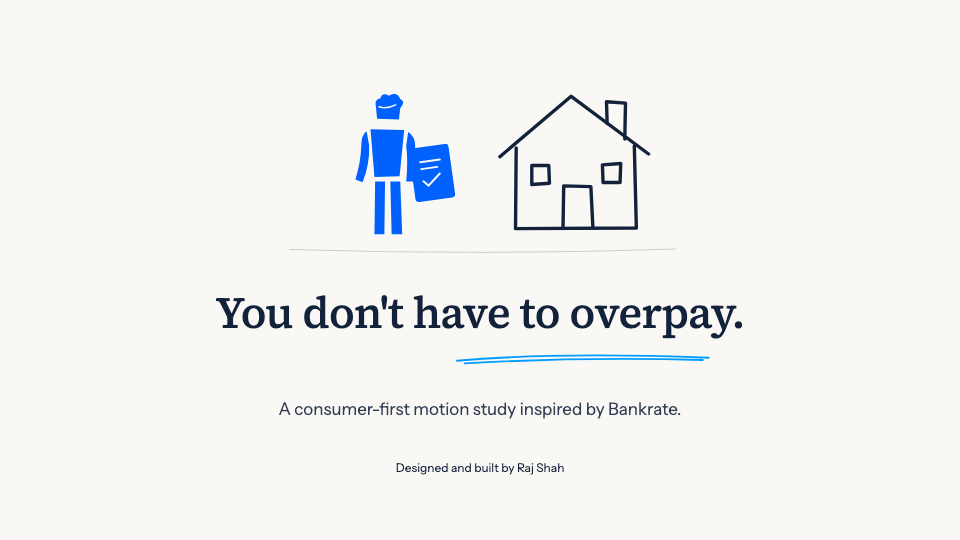 You don't have to overpay.
A consumer-first motion study inspired by Bankrate.
Designed and built by Raj Shah